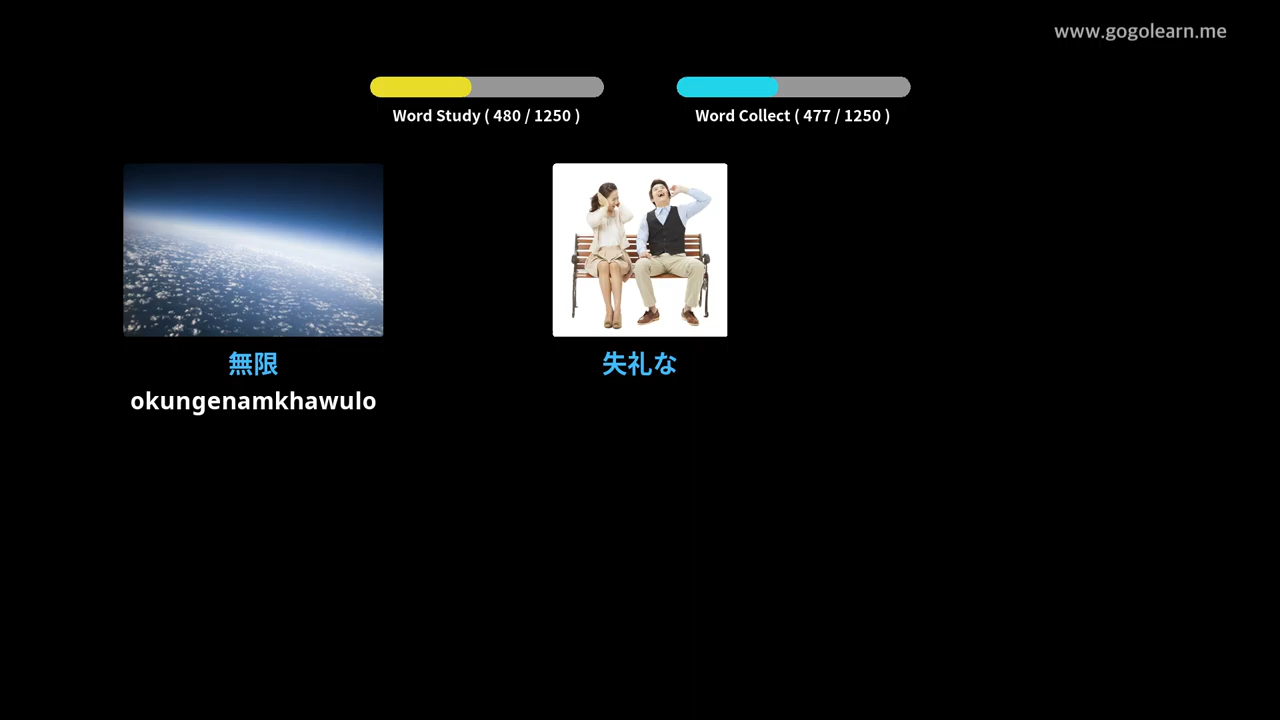 www.gogolearn.me
Word Study ( 480 / 1250 )
Word Collect ( 477 / 1250 )
無限
okungenamkhawulo
失礼な